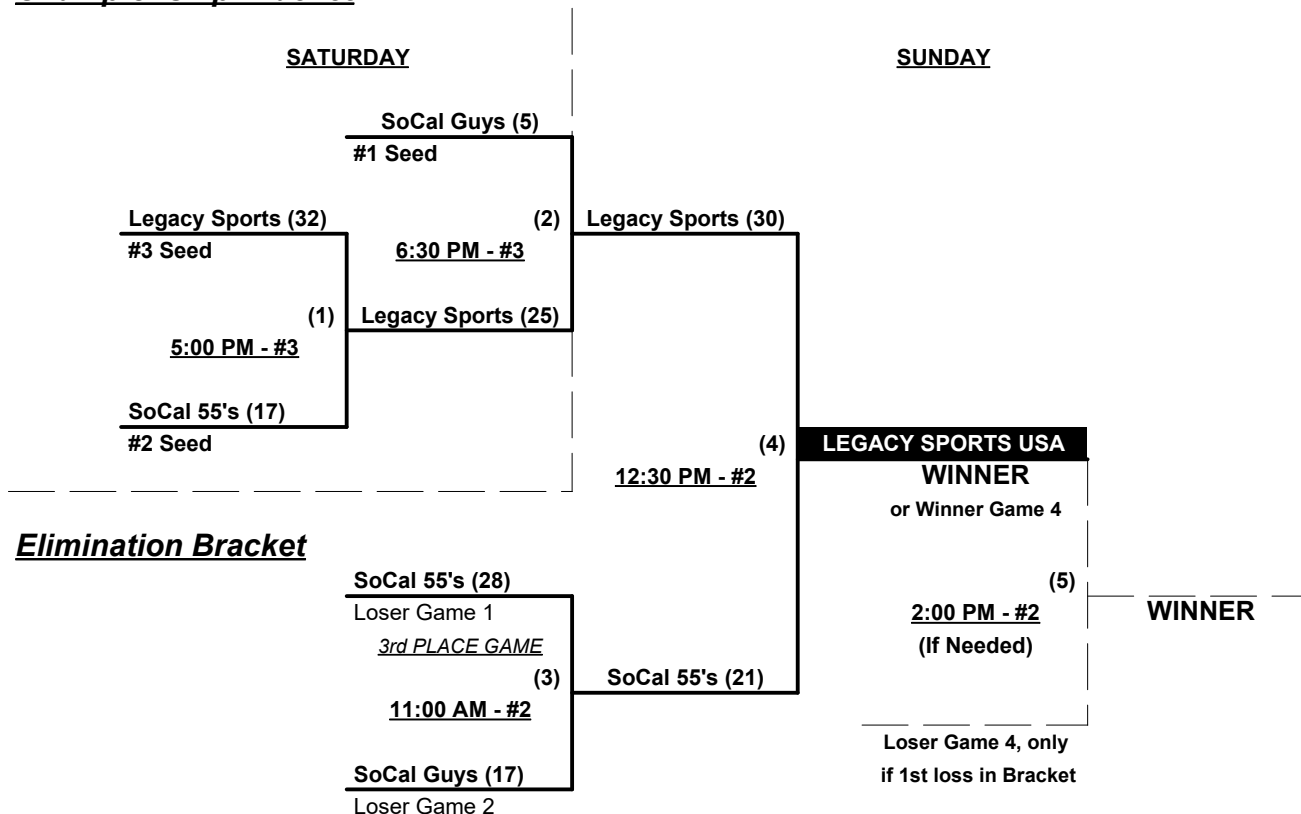 SATURDAY
SUNDAY
SoCal Guys (5)
#1 Seed
Legacy Sports (32)
(2)
Legacy Sports (30)
#3 Seed
6:30 PM - #3
(1)
Legacy Sports (25)
5:00 PM - #3
SoCal 55's (17)
#2 Seed
(4)
LEGACY SPORTS USA
12:30 PM - #2
WINNER
or Winner Game 4
Elimination Bracket
SoCal 55's (28)
(5)
Loser Game 1
2:00 PM - #2
WINNER
3rd PLACE GAME
(If Needed)
(3)
SoCal 55's (21)
11:00 AM - #2
Loser Game 4, only
SoCal Guys (17)
if 1st loss in Bracket
Loser Game 2